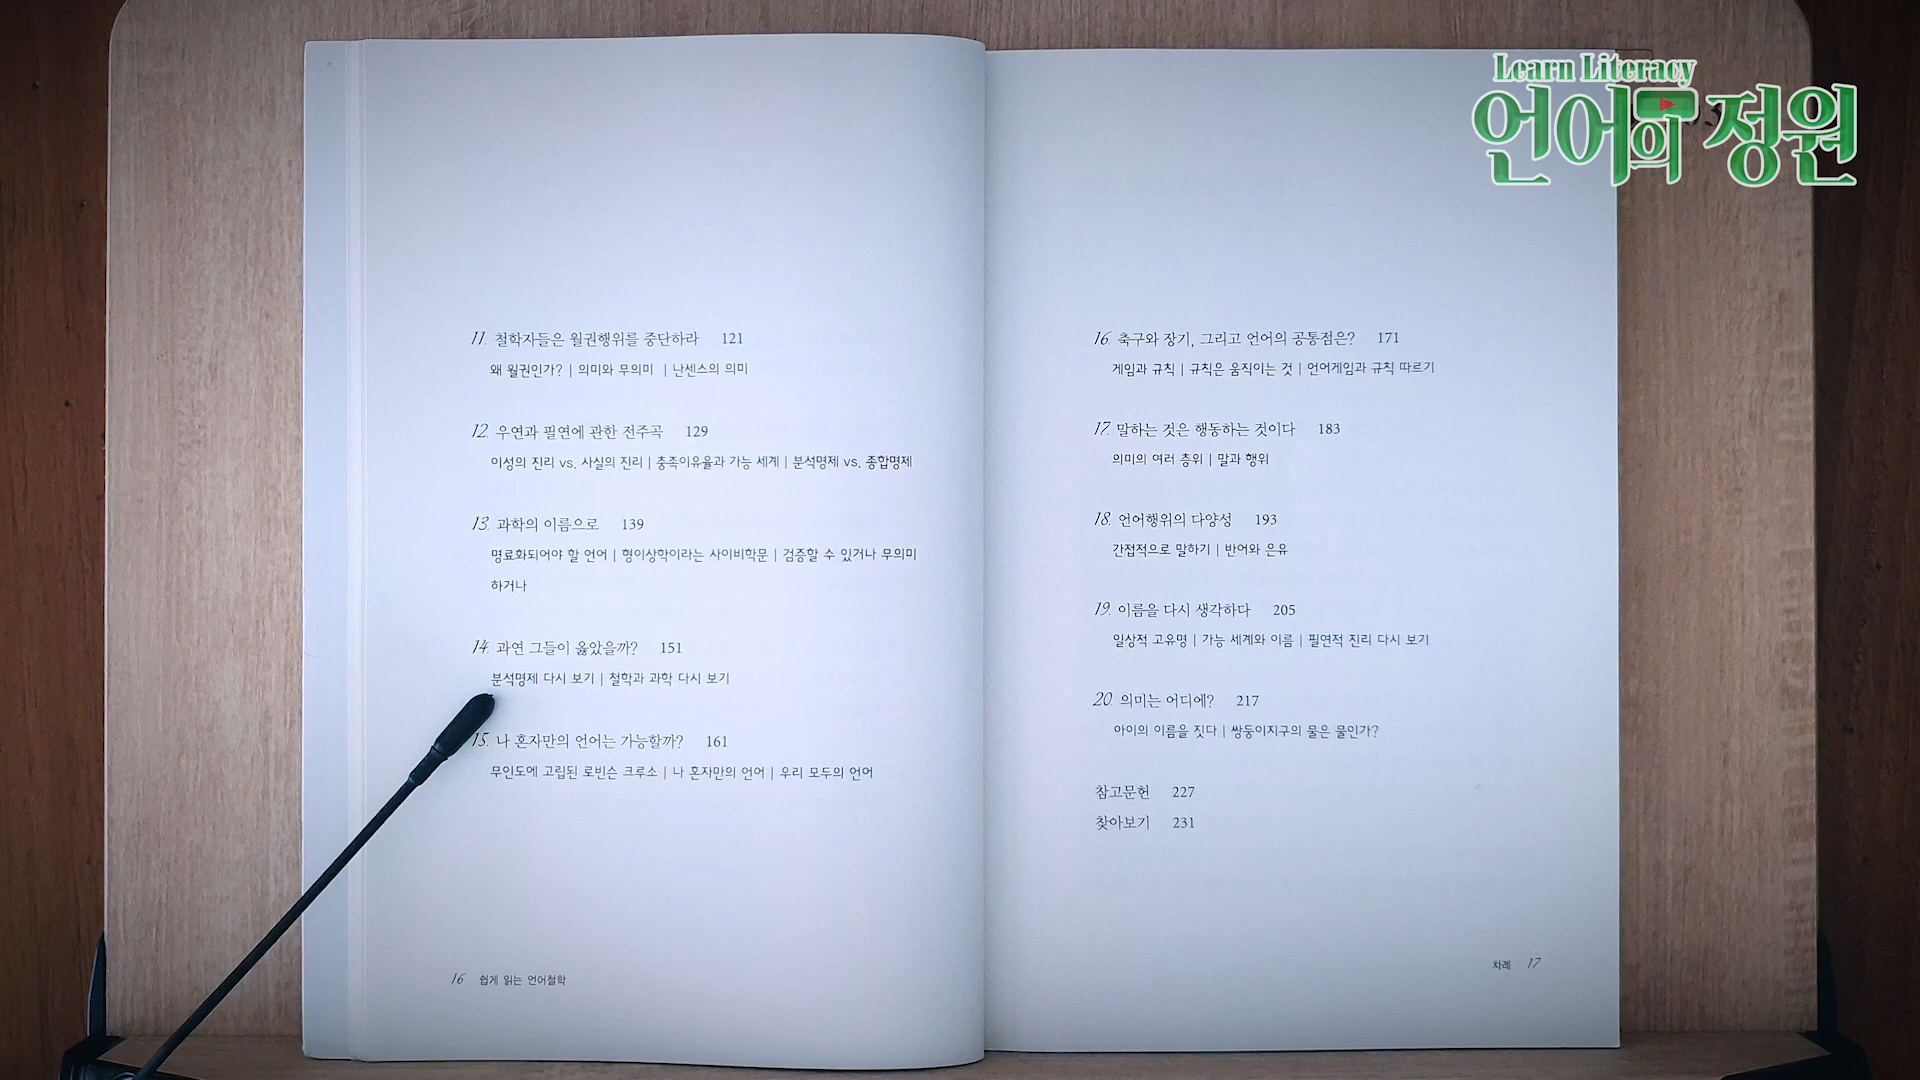 Learn Literacy
언어의 정원
11. 철학자들은 월권행위를 중단하라 121
왜 월권인가? | 의미와 무의미 | 난센스의 의미
12. 우연과 필연에 관한 전주곡 129
이성의 진리 vs. 사실의 진리 | 충족이유율과 가능 세계 | 분석명제 vs. 종합명제
13. 과학의 이름으로 139
명료화되어야 할 언어 | 형이상학이라는 사이비학문 | 검증할 수 있거나 무의미
하거나
14. 과연 그들이 옳았을까? 151
분석명제 다시 보기 | 철학과 과학 다시 보기
15. 나 혼자만의 언어는 가능할까? 161
무인도에 고립된 로빈슨 크루소 | 나 혼자만의 언어 | 우리 모두의 언어
16 쉽게 읽는 언어철학
16. 축구와 장기, 그리고 언어의 공통점은? 171
게임과 규칙 | 규칙은 움직이는 것 | 언어게임과 규칙 따르기
17. 말하는 것은 행동하는 것이다 183
의미의 여러 층위 | 말과 행위
18. 언어행위의 다양성 193
간접적으로 말하기 | 반어와 은유
19. 이름을 다시 생각하다 205
일상적 고유명 | 가능 세계와 이름 | 필연적 진리 다시 보기
20. 의미는 어디에? 217
아이의 이름을 짓다 | 쌍둥이지구의 물은 물인가?
참고문헌 227
찾아보기 231
차례 17